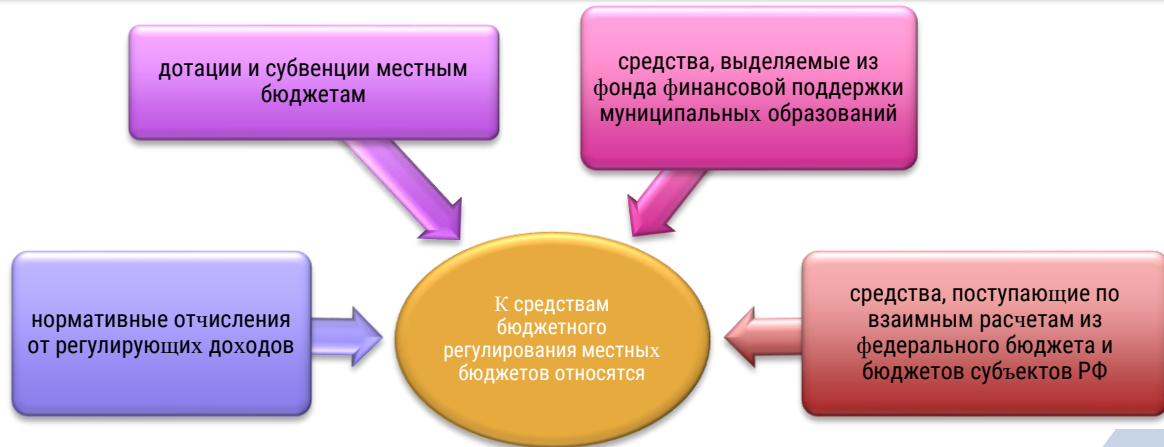 дотации и субвенции местным
бюджетам
средства, выделяемые из
фонда финансовой поддержки
муниципальных образований
нормативные отчисления
от регулирующих доходов
К средствам
бюджетного
регулирования местных
бюджетов относятся
средства, поступающие по
взаимным расчетам из
федерального бюджета и
бюджетов субъектов РФ